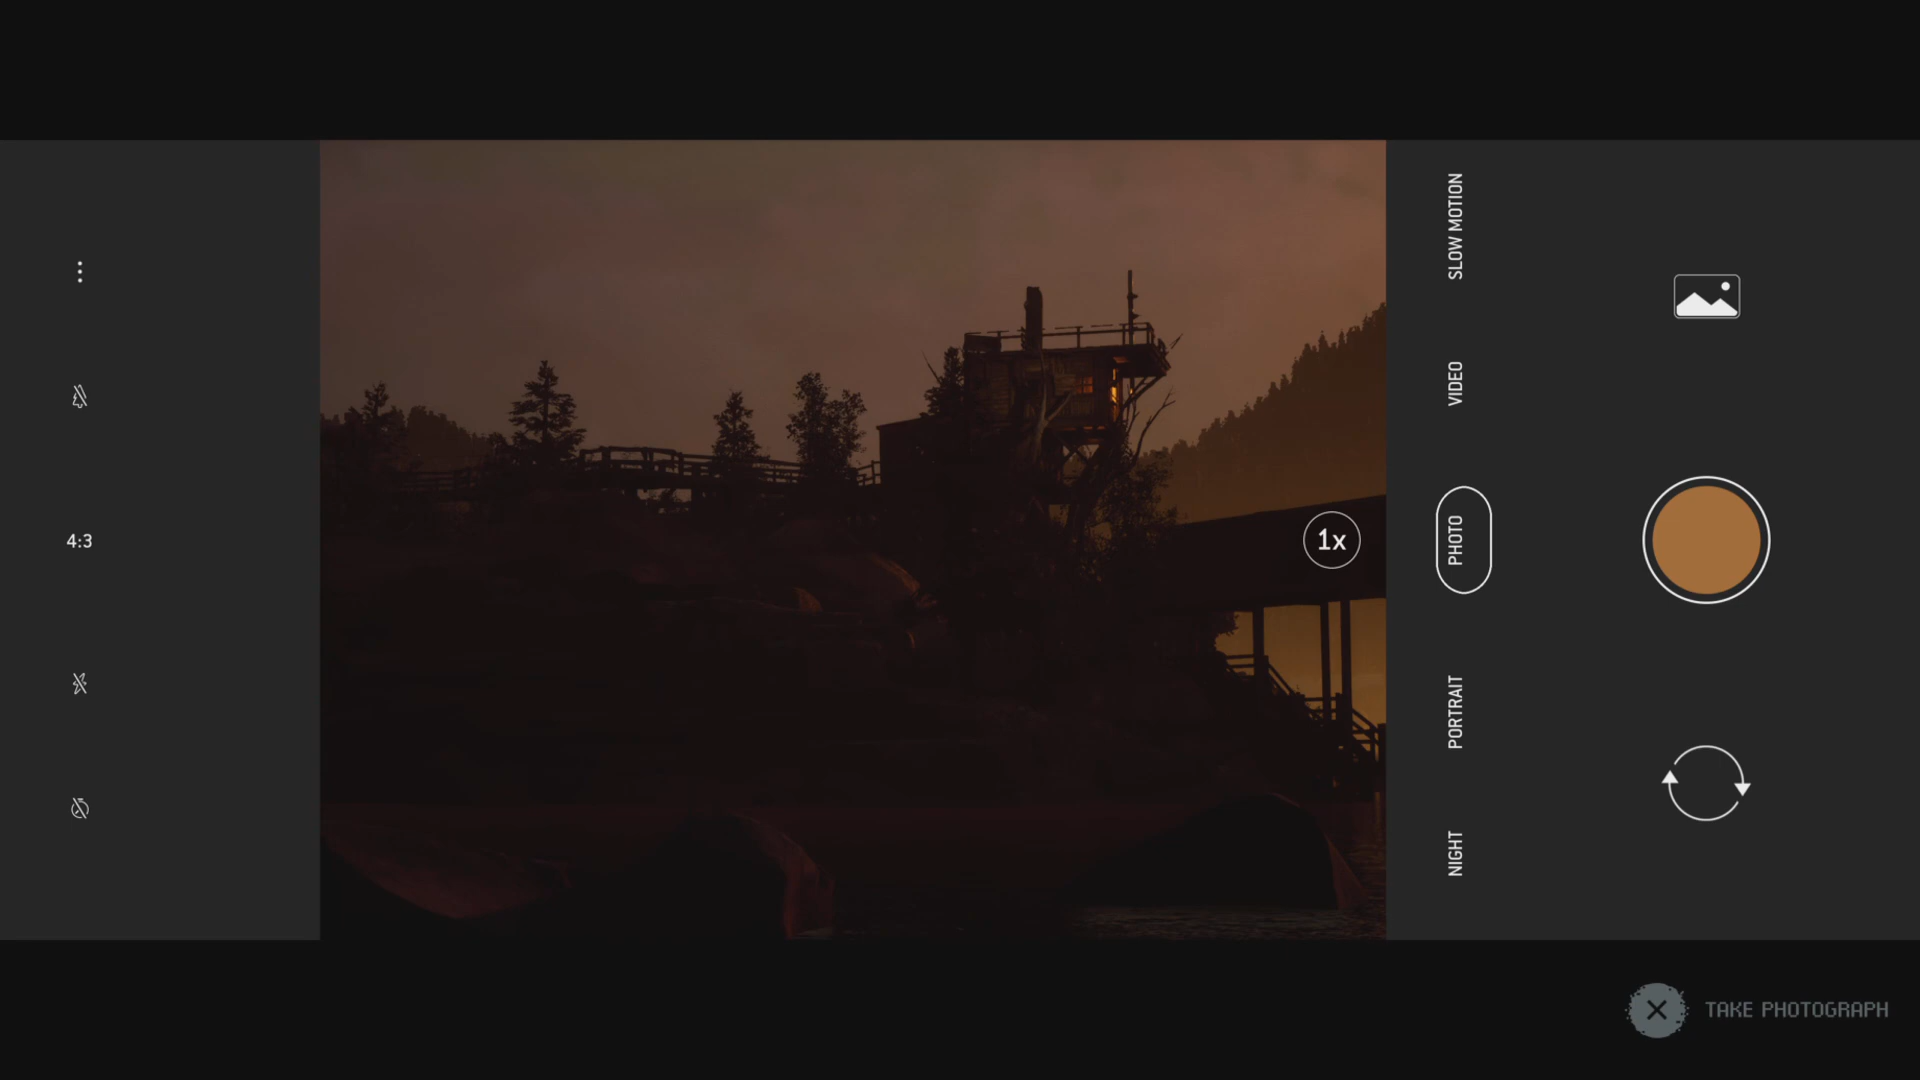 4:3
1x
SLOW MOTION
VIDEO
PHOTO
PORTRAIT
NIGHT
TAKE PHOTOGRAPH